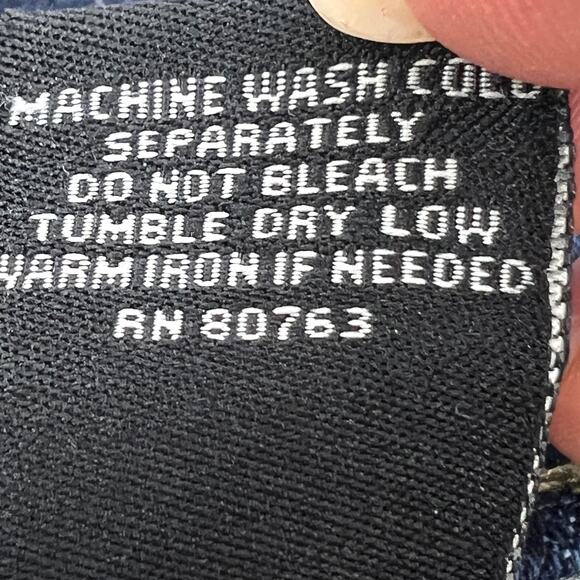 MACHINE WASH COLD
SEPARATELY
DO NOT BLEACH
TUMBLE DRY LOW
WARM IRON IF NEEDED
RN 80763